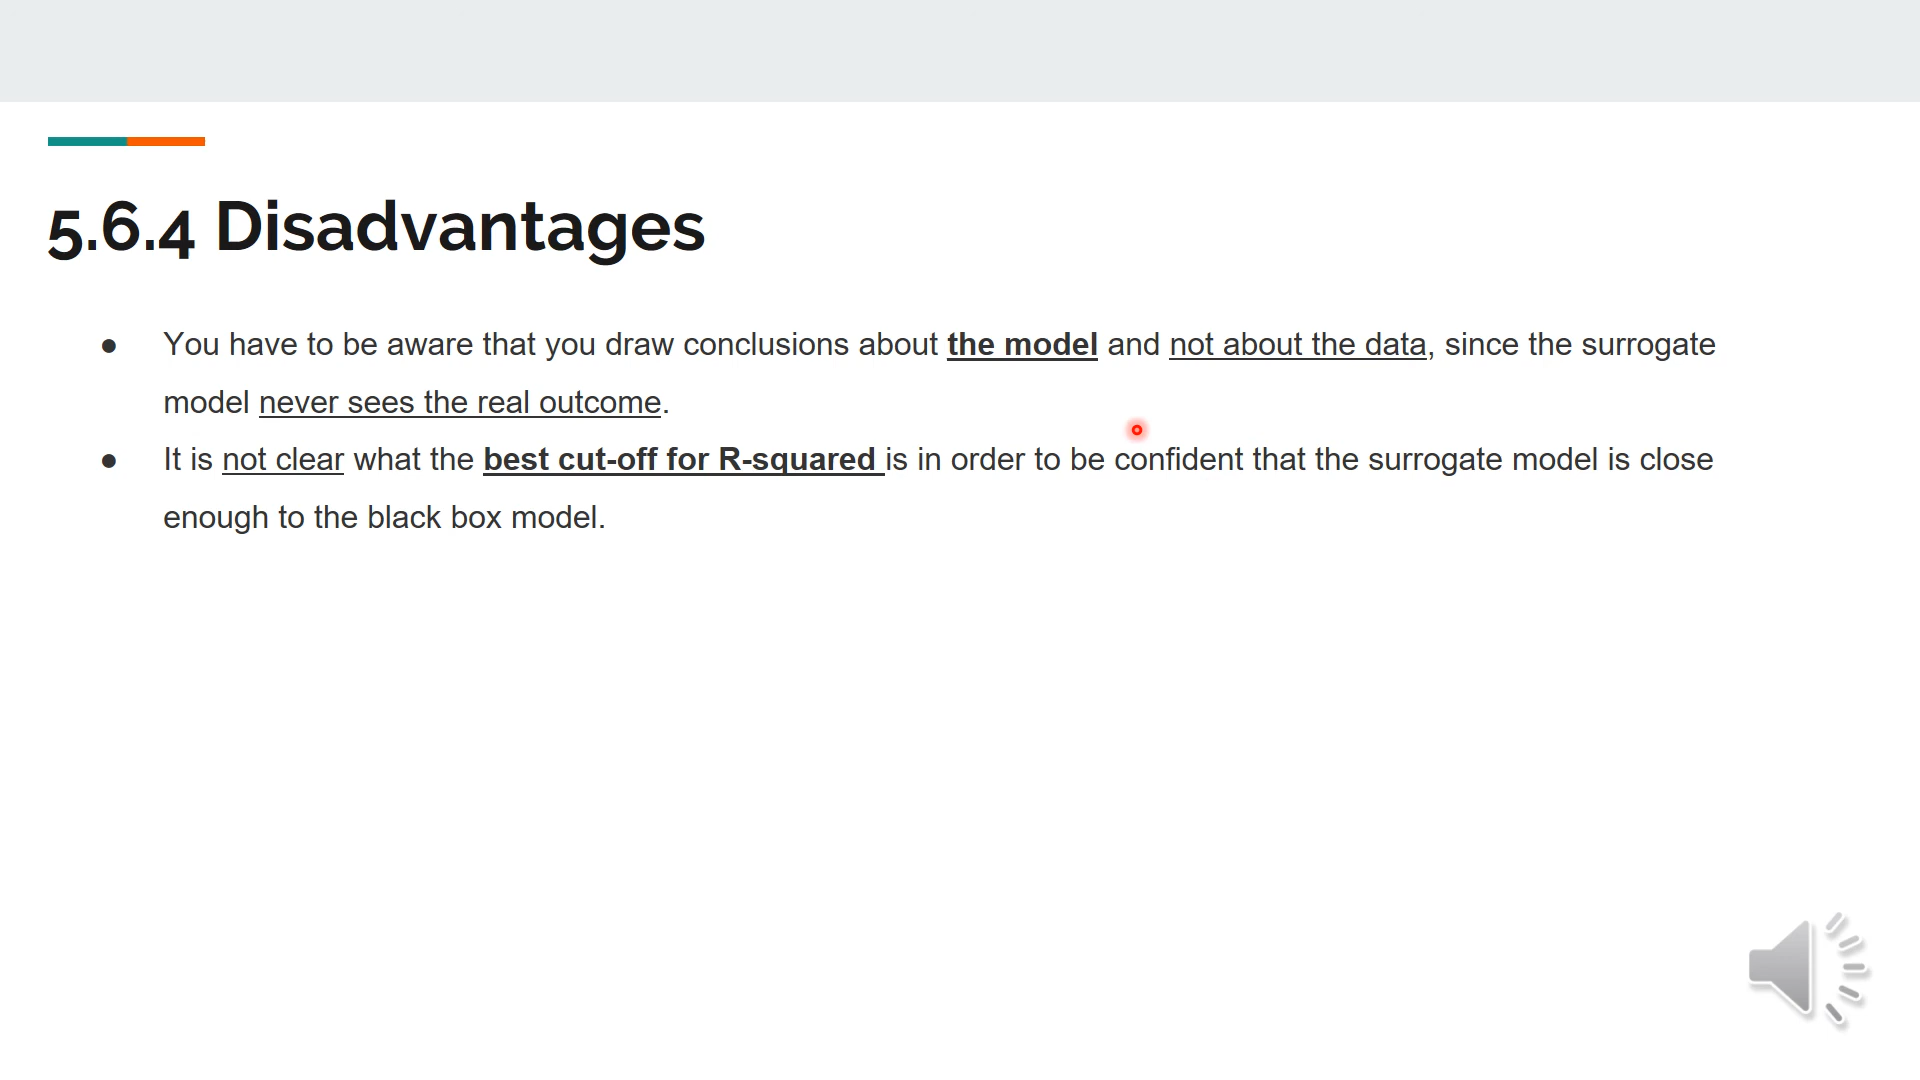 5.6.4 Disadvantages
● You have to be aware that you draw conclusions about the model and not about the data, since the surrogate
model never sees the real outcome.
● It is not clear what the best cut-off for R-squared is in order to be confident that the surrogate model is close
enough to the black box model.